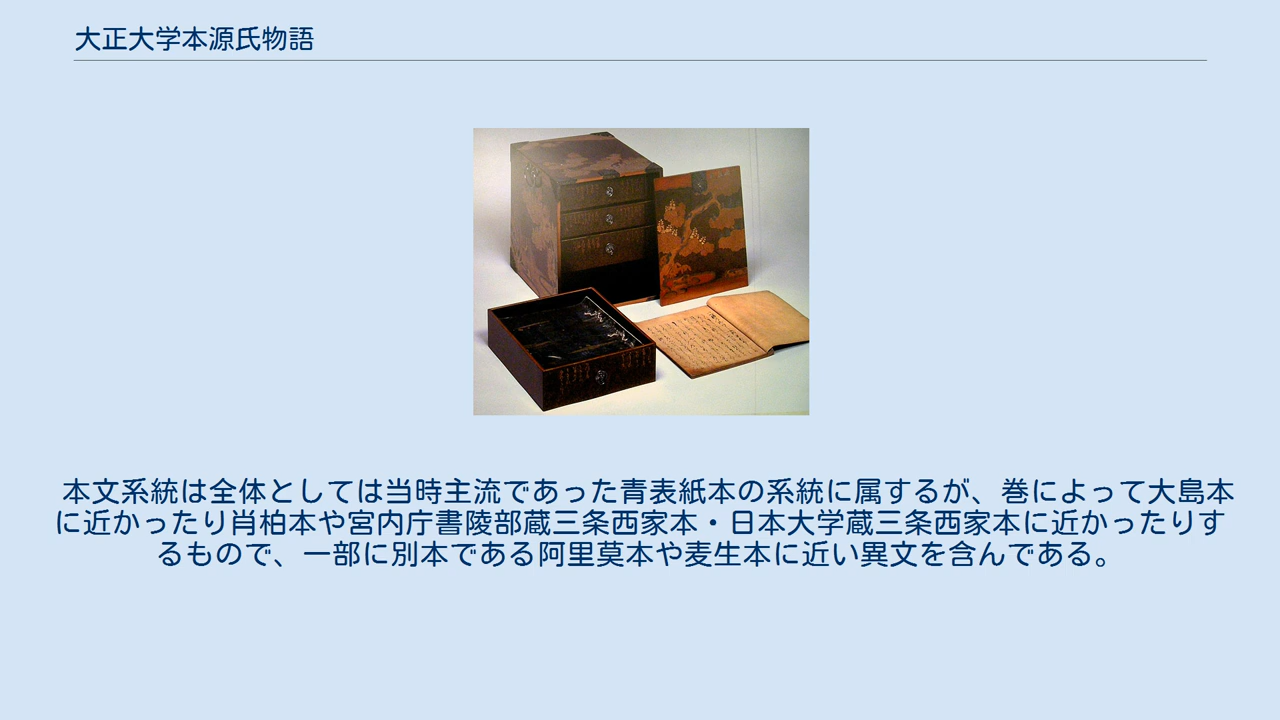 大正大学本源氏物語
本文系統は全体としては当時主流であった青表紙本の系統に属するが、巻によって大島本
に近かったり肖柏本や宮内庁書陵部蔵三条西家本・日本大学蔵三条西家本に近かったりす
るもので、一部に別本である阿里莫本や麦生本に近い異文を含んである。